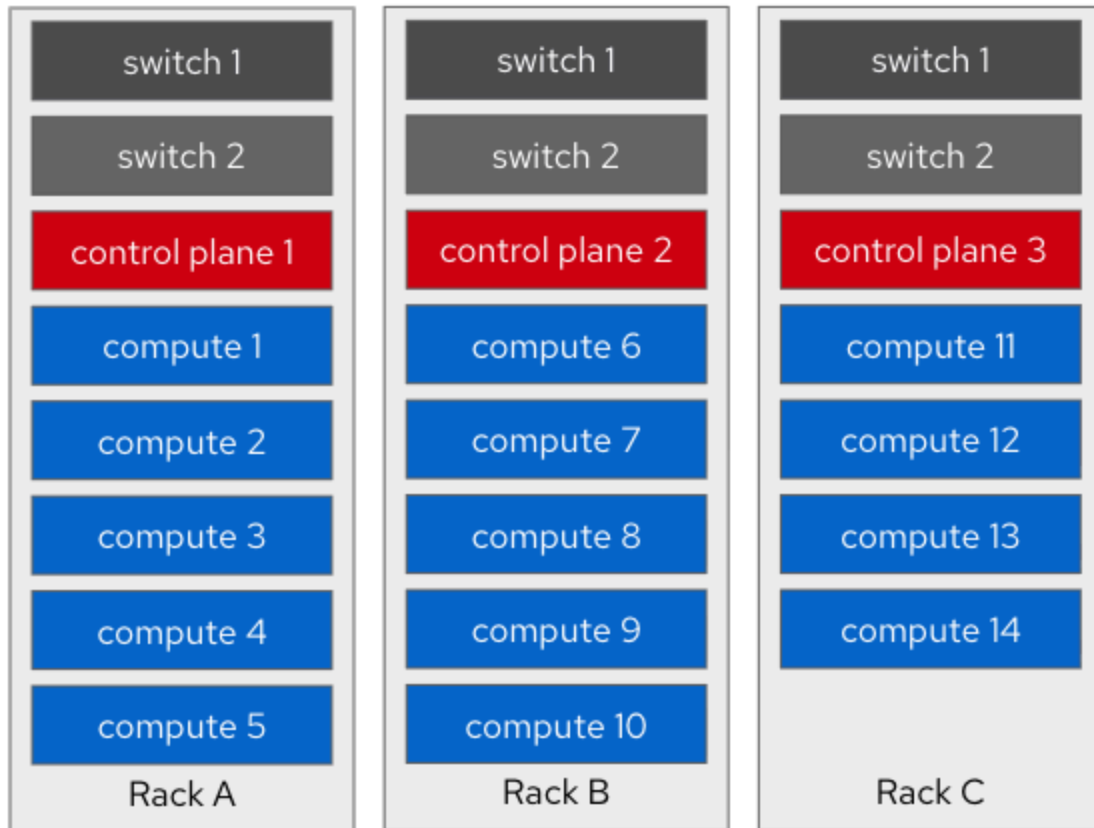 switch 1
switch 2
control plane 1
compute 1
compute 2
compute 3
compute 4
compute 5
Rack A
switch 1
switch 2
control plane 2
compute 6
compute 7
compute 8
compute 9
compute 10
Rack B
switch 1
switch 2
control plane 3
compute 11
compute 12
compute 13
compute 14
Rack C